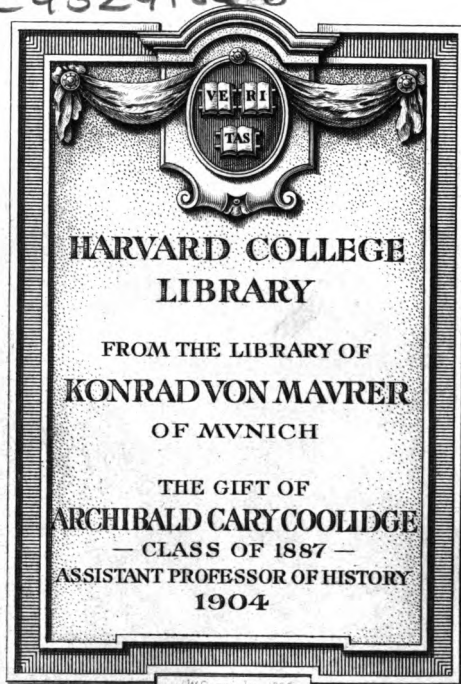 VE RI
TAS
HARVARD COLLEGE
LIBRARY
FROM THE LIBRARY OF
KONRAD VON MAVRER
OF MVNICH
THE GIFT OF
ARCHIBALD CARY COOLIDGE
— CLASS OF 1887 —
ASSISTANT PROFESSOR OF HISTORY
1904